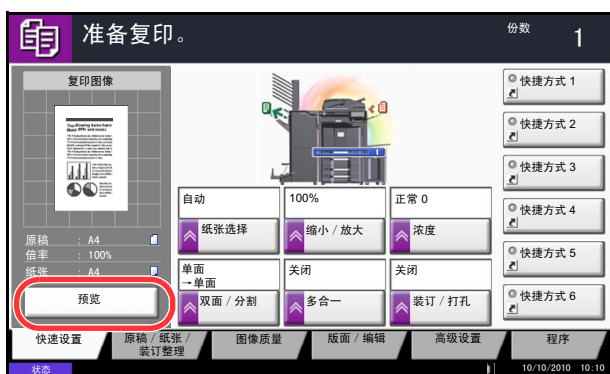 准备复印。
份数
1
复印图像
原稿 : A4
倍率 : 100%
纸张 : A4
预览
自动
纸张选择
100%
缩小 / 放大
正常 0
浓度
单面
→单面
双面 / 分割
关闭
多合一
关闭
装订 / 打孔
快捷方式 1
快捷方式 2
快捷方式 3
快捷方式 4
快捷方式 5
快捷方式 6
快速设置
原稿 / 纸张 /
装订整理
图像质量
版面 / 编辑
高级设置
程序
状态
10/10/2010 10:10